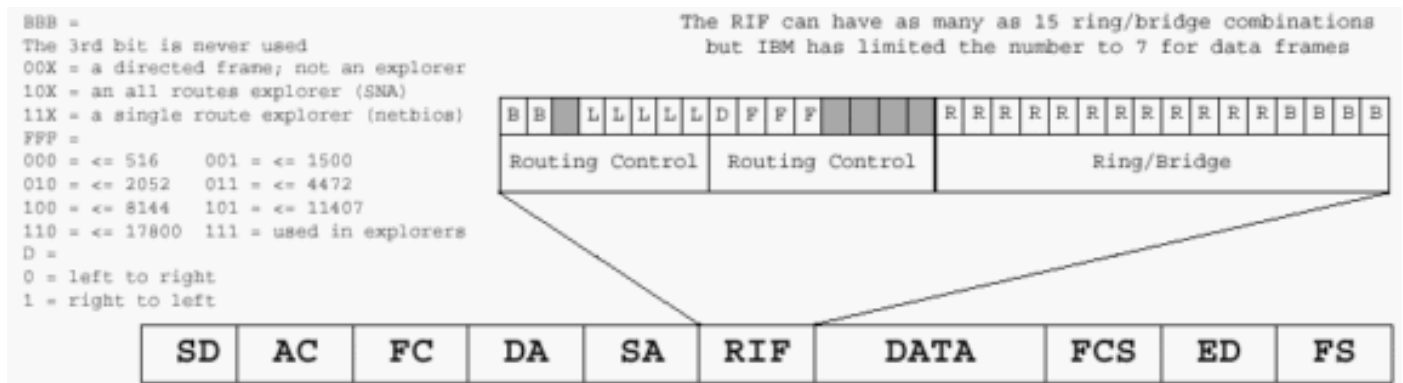 BBB =
The 3rd bit is never used
00X = a directed frame; not an explorer
10X = an all routes explorer (SNA)
11X = a single route explorer (netbios)
FFF =
000 = <= 516 001 = <= 1500
010 = <= 2052 011 = <= 4472
100 = <= 8144 101 = <= 11407
110 = <= 17800 111 = used in explorers
D =
0 = left to right
1 = right to left
The RIF can have as many as 15 ring/bridge combinations
but IBM has limited the number to 7 for data frames
B B L L L L L D F F F R R R R R R R R R R R R B B B B
Routing Control Routing Control Ring/Bridge
SD AC FC DA SA RIF DATA FCS ED FS